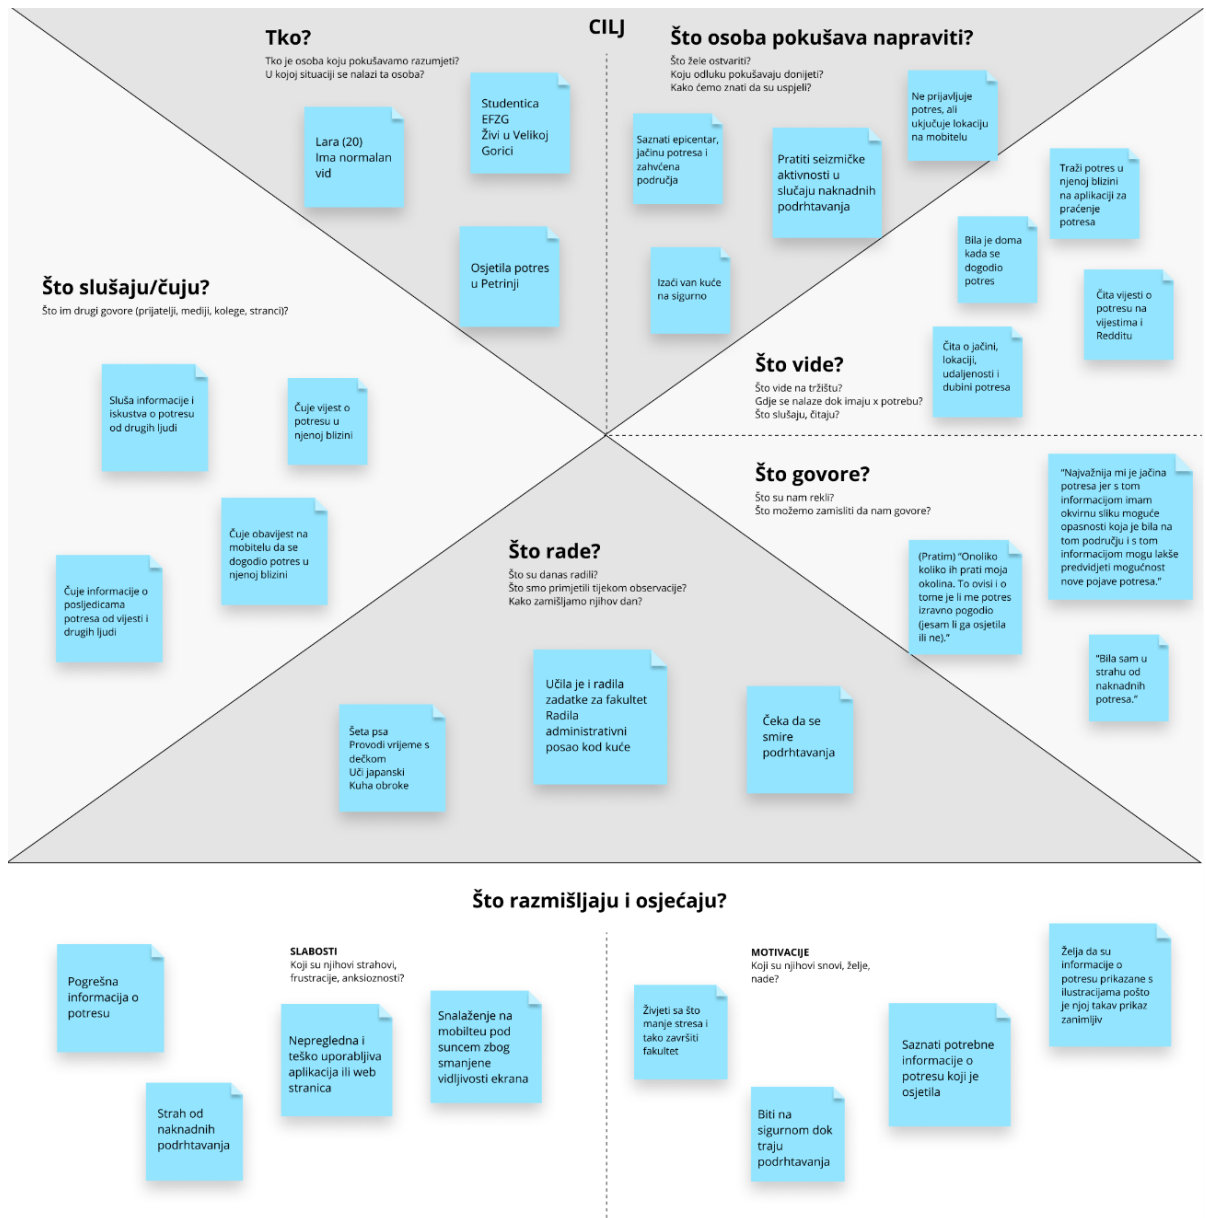 CILJ
Tko?
Tko je osoba koju pokušavamo razumjeti?
U kojoj situaciji se nalazi ta osoba?
Lara (20)
Ima normalan
vid
Studentica
EFZG
Živi u Velikoj
Gorici
Osjetila potres
u Petrinji
Što osoba pokušava napraviti?
Što žele ostvariti?
Koju odluku pokušavaju donijeti?
Kako ćemo znati da su uspjeli?
Saznati epicentar,
jačinu potresa i
zahvćena
područja
Pratiti seizmičke
aktivnosti u
slučaju naknadnih
podrhtavanja
Ne prijavljuje
potres, ali
ukjučuje lokaciju
na mobitelu
Izaći van kuće
na sigurno
Što vide?
Što vide na tržištu?
Gdje se nalaze dok imaju x potrebu?
Što slušaju, čitaju?
Traži potres u
njenoj blizini
na aplikaciji za
praćenje
potresa
Bila je doma
kada se
dogodio
potres
Čita vijesti o
potresu na
vijestima i
Redditu
Čita o jačini,
lokaciji,
udaljenosti i
dubini potresa
Što slušaju/čuju?
Što im drugi govore (prijatelji, mediji, kolege, stranci)?
Sluša informacije i
iskustva o potresu
od drugih ljudi
Čuje vijest o
potresu u
njenoj blizini
Čuje obavijest na
mobitelu da se
dogodio potres u
njenoj blizini
Čuje informacije o
posljedicama
potresa od vijesti i
drugih ljudi
Što govore?
Što su nam rekli?
Što možemo zamisliti da nam govore?
“Najvažnija mi je jačina
potresa jer s tom
informacijom imam
okvirnu sliku moguće
opasnosti koja je bila na
tom području i s tom
informacijom mogu lakše
predvidjeti mogućnost
nove pojave potresa.”
(Pratim) “Onoliko
koliko ih prati moja
okolina. To ovisi i o
tome je li me potres
izravno pogodio
(jesam li ga osjetila
ili ne).”
“Bila sam u
strahu od
naknadnih
potresa.”
Što rade?
Što su danas radili?
Što smo primjetili tijekom observacije?
Kako zamišljamo njihov dan?
Šeta psa
Provodi vrijeme s
dečkom
Uči japanski
Kuha obroke
Učila je i radila
zadatke za fakultet
Radila
administrativni
posao kod kuće
Čeka da se
smire
podrhtavanja
Što razmišljaju i osjećaju?
SLABOSTI
Koji su njihovi strahovi,
frustracije, anksioznosti?
Pogrešna
informacija o
potresu
Strah od
naknadnih
podrhtavanja
Nepregledna i
teško uporabljiva
aplikacija ili web
stranica
Snalaženje na
mobilteu pod
suncem zbog
smanjene
vidljivosti ekrana
MOTIVACIJE
Koji su njihovi snovi, želje,
nade?
Živjeti sa što
manje stresa i
tako završiti
fakultet
Biti na
sigurnom dok
traju
podrhtavanja
Saznati potrebne
informacije o
potresu koji je
osjetila
Želja da su
informacije o
potresu prikazane s
ilustracijama pošto
je njoj takav prikaz
zanimljiv